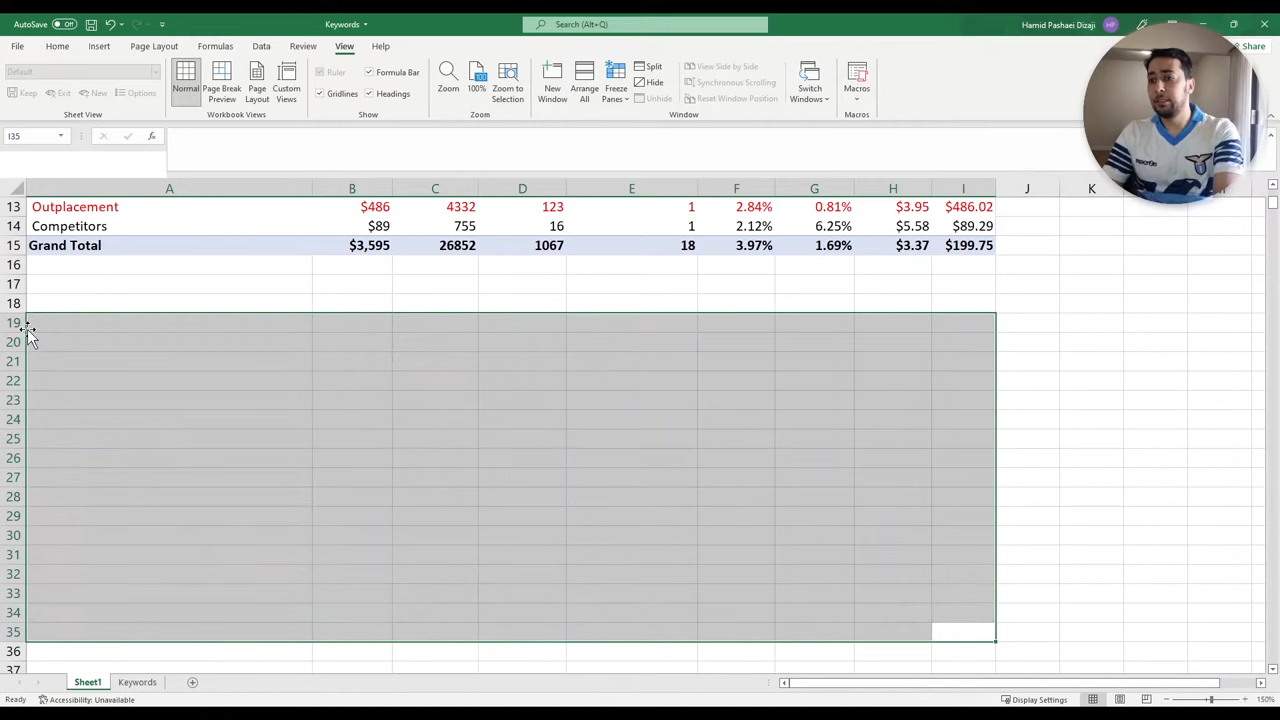 AutoSave Off Keywords Search (Alt+Q) Hamid Pashaei Dizaji HP
File Home Insert Page Layout Formulas Data Review View Help Share
Default
Keep Exit New Options
Sheet View
Normal
Page Break Preview
Page Layout
Custom Views
Workbook Views
Ruler Formula Bar
Gridlines Headings
Show
Zoom
100%
Zoom to Selection
Zoom
New Window
Arrange All
Freeze Panes
Split
Hide
Unhide
View Side by Side
Synchronous Scrolling
Reset Window Position
Window
Switch Windows
Macros
Macros
I35 fx
A B C D E F G H I J K
13 Outplacement $486 4332 123 1 2.84% 0.81% $3.95 $486.02
14 Competitors $89 755 16 1 2.12% 6.25% $5.58 $89.29
15 Grand Total $3,595 26852 1067 18 3.97% 1.69% $3.37 $199.75
16
17
18
19
20
21
22
23
24
25
26
27
28
29
30
31
32
33
34
35
36
37
Sheet1 Keywords
Ready Accessibility: Unavailable Display Settings 150%